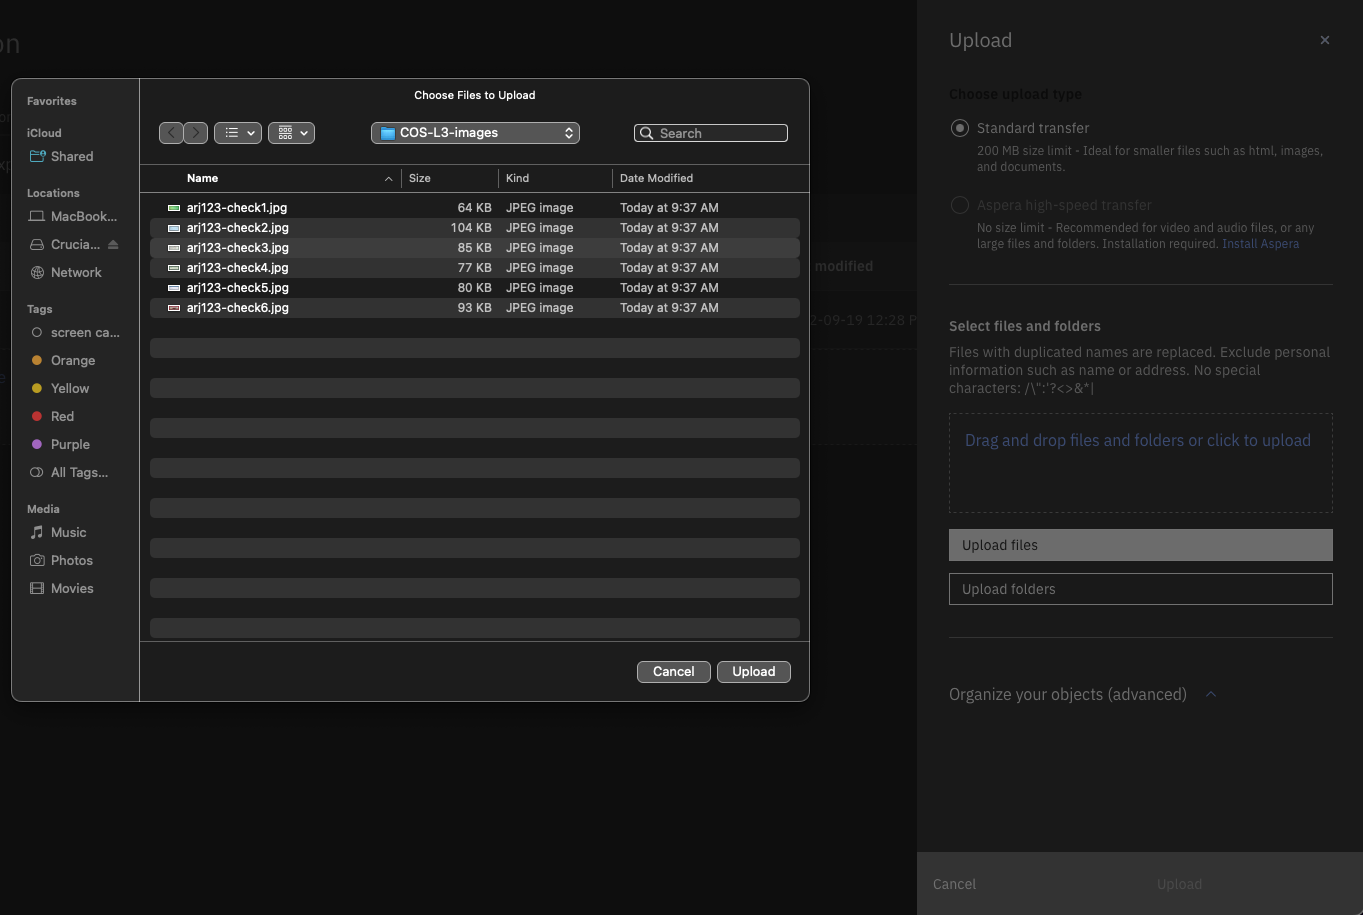 on
Upload
Choose Files to Upload
Favorites
iCloud
Shared
Locations
MacBook...
Crucia...
Network
Tags
screen ca...
Orange
Yellow
Red
Purple
All Tags...
Media
Music
Photos
Movies
COS-L3-images
Search
Name Size Kind Date Modified
arj123-check1.jpg 64 KB JPEG image Today at 9:37 AM
arj123-check2.jpg 104 KB JPEG image Today at 9:37 AM
arj123-check3.jpg 85 KB JPEG image Today at 9:37 AM
arj123-check4.jpg 77 KB JPEG image Today at 9:37 AM
arj123-check5.jpg 80 KB JPEG image Today at 9:37 AM
arj123-check6.jpg 93 KB JPEG image Today at 9:37 AM
Cancel Upload
modified
2-09-19 12:28 P
Choose upload type
Standard transfer
200 MB size limit - Ideal for smaller files such as html, images,
and documents.
Aspera high-speed transfer
No size limit - Recommended for video and audio files, or any
large files and folders. Installation required. Install Aspera
Select files and folders
Files with duplicated names are replaced. Exclude personal
information such as name or address. No special
characters: /\":'?<>&*|
Drag and drop files and folders or click to upload
Upload files
Upload folders
Organize your objects (advanced)
Cancel Upload